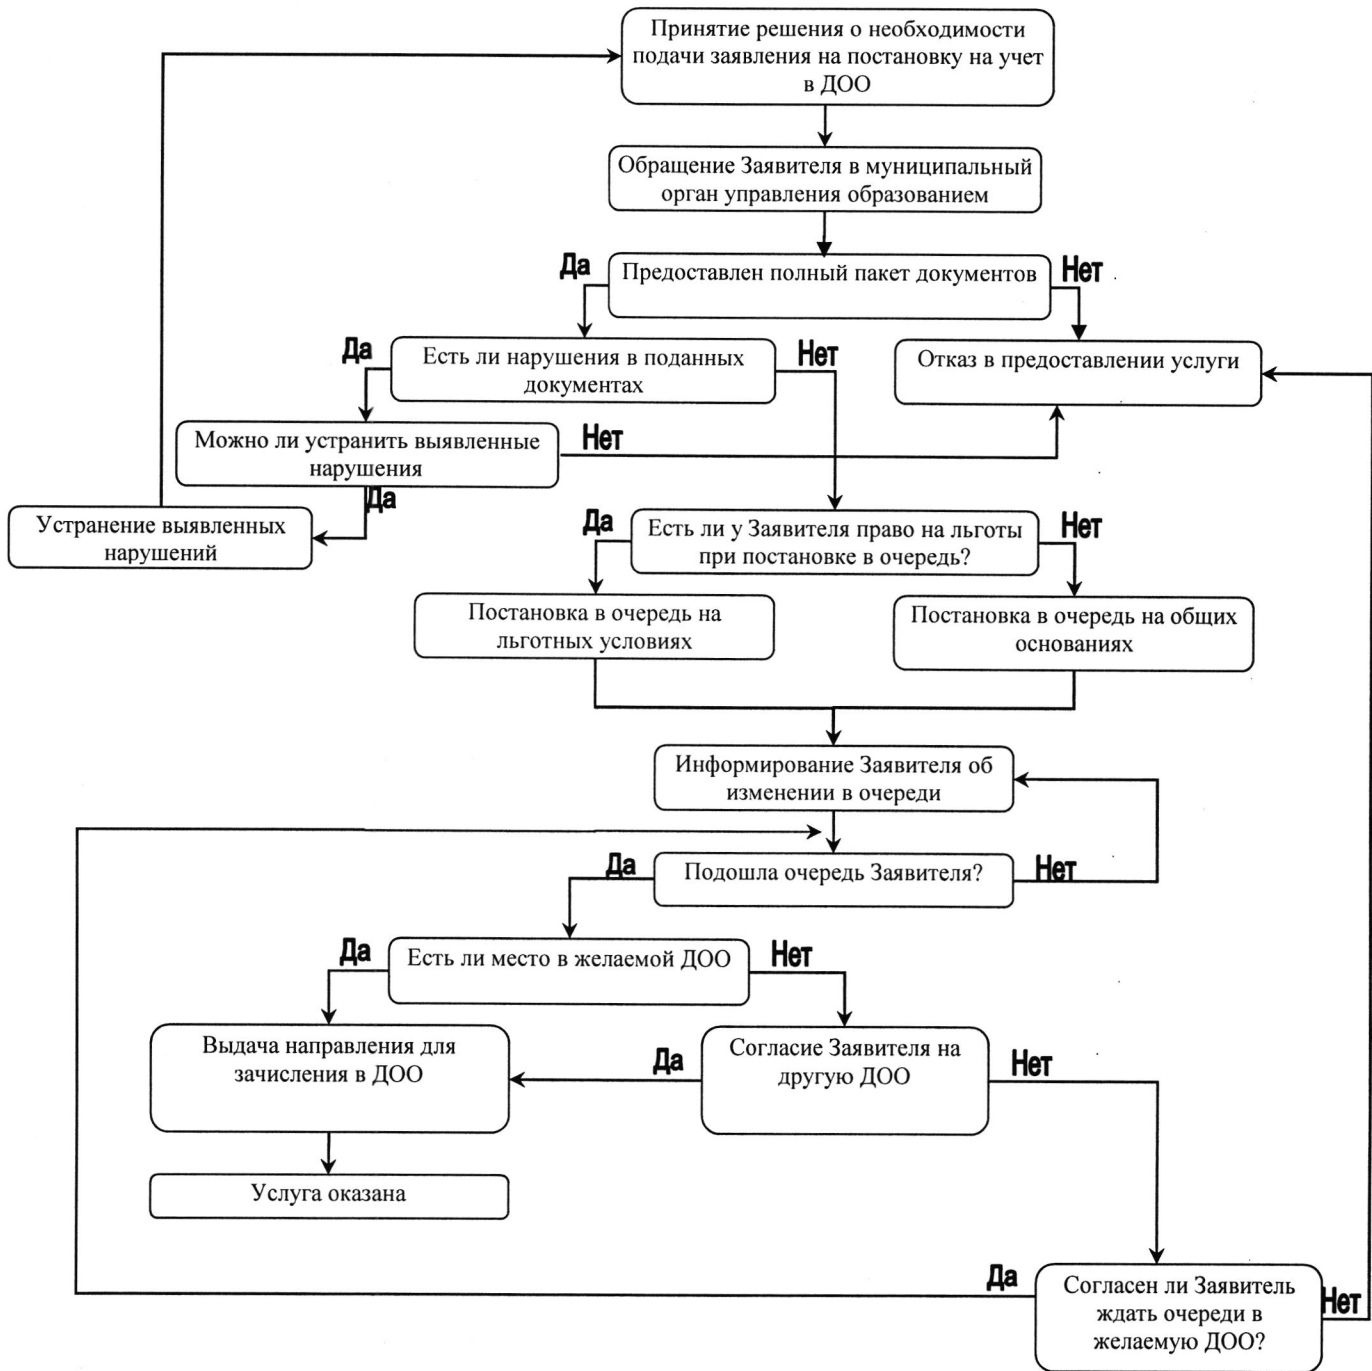 Принятие решения о необходимости
подачи заявления на постановку на учет
в ДОО
Обращение Заявителя в муниципальный
орган управления образованием
Да
Предоставлен полный пакет документов
Нет
Да
Есть ли нарушения в поданных
документах
Нет
Отказ в предоставлении услуги
Можно ли устранить выявленные
нарушения
Нет
Да
Устранение выявленных
нарушений
Да
Есть ли у Заявителя право на льготы
при постановке в очередь?
Нет
Постановка в очередь на
льготных условиях
Постановка в очередь на общих
основаниях
Информирование Заявителя об
изменении в очереди
Да
Подошла очередь Заявителя?
Нет
Да
Есть ли место в желаемой ДОО
Нет
Выдача направления для
зачисления в ДОО
Да
Согласие Заявителя на
другую ДОО
Нет
Услуга оказана
Да
Согласен ли Заявитель
ждать очереди в
желаемую ДОО?
Нет